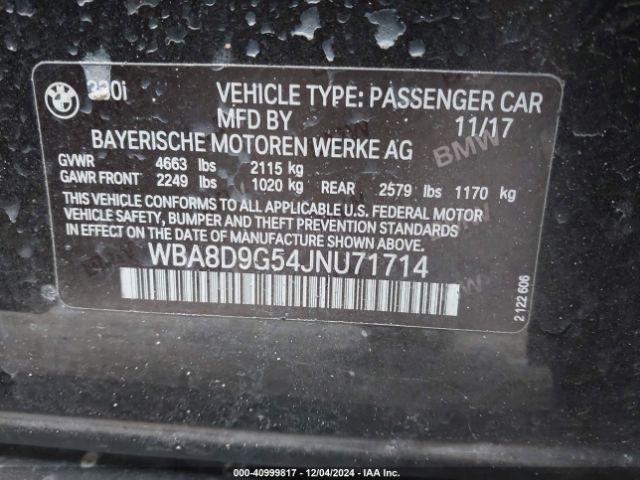 BMW 330i VEHICLE TYPE: PASSENGER CAR
MFD BY 11/17
BAYERISCHE MOTOREN WERKE AG
GVWR 4663 lbs 2115 kg
GAWR FRONT 2249 lbs 1020 kg REAR 2579 lbs 1170 kg
THIS VEHICLE CONFORMS TO ALL APPLICABLE U.S. FEDERAL MOTOR
VEHICLE SAFETY, BUMPER AND THEFT PREVENTION STANDARDS
IN EFFECT ON THE DATE OF MANUFACTURE SHOWN ABOVE.
WBA8D9G54JNU71714
2 122 606
000-40999817 - 12/04/2024 - IAA Inc.